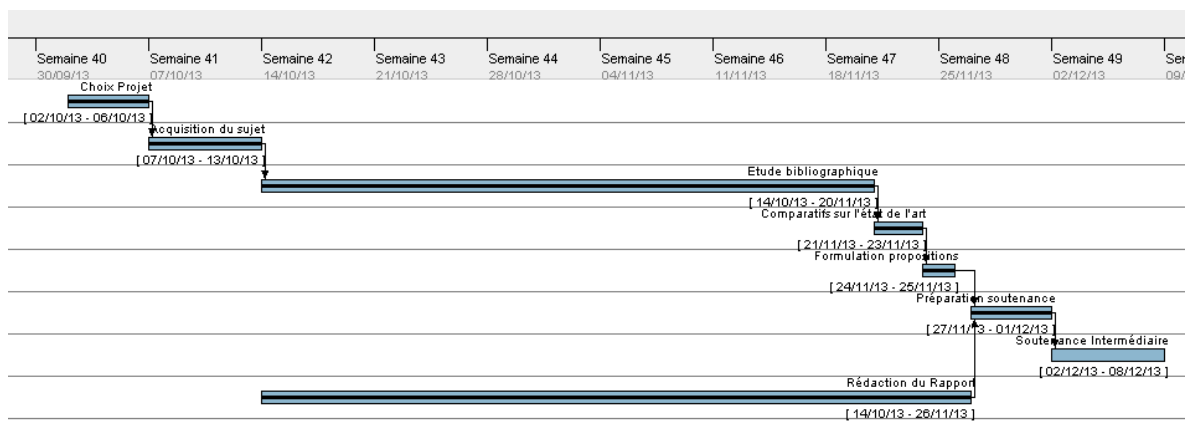 Semaine 40 Semaine 41 Semaine 42 Semaine 43 Semaine 44 Semaine 45 Semaine 46 Semaine 47 Semaine 48 Semaine 49 Ser
30/09/13 07/10/13 14/10/13 21/10/13 28/10/13 04/11/13 11/11/13 18/11/13 25/11/13 02/12/13 09/
Choix Projet
[ 02/10/13 - 06/10/13 ]
Acquisition du sujet
[ 07/10/13 - 13/10/13 ]
Etude bibliographique
[ 14/10/13 - 20/11/13 ]
Comparatifs sur l'état de l'art
[ 21/11/13 - 23/11/13 ]
Formulation propositions
[ 24/11/13 - 25/11/13 ]
Préparation soutenance
[ 27/11/13 - 01/12/13 ]
Soutenance Intermédiaire
[ 02/12/13 - 08/12/13 ]
Rédaction du Rapport
[ 14/10/13 - 26/11/13 ]